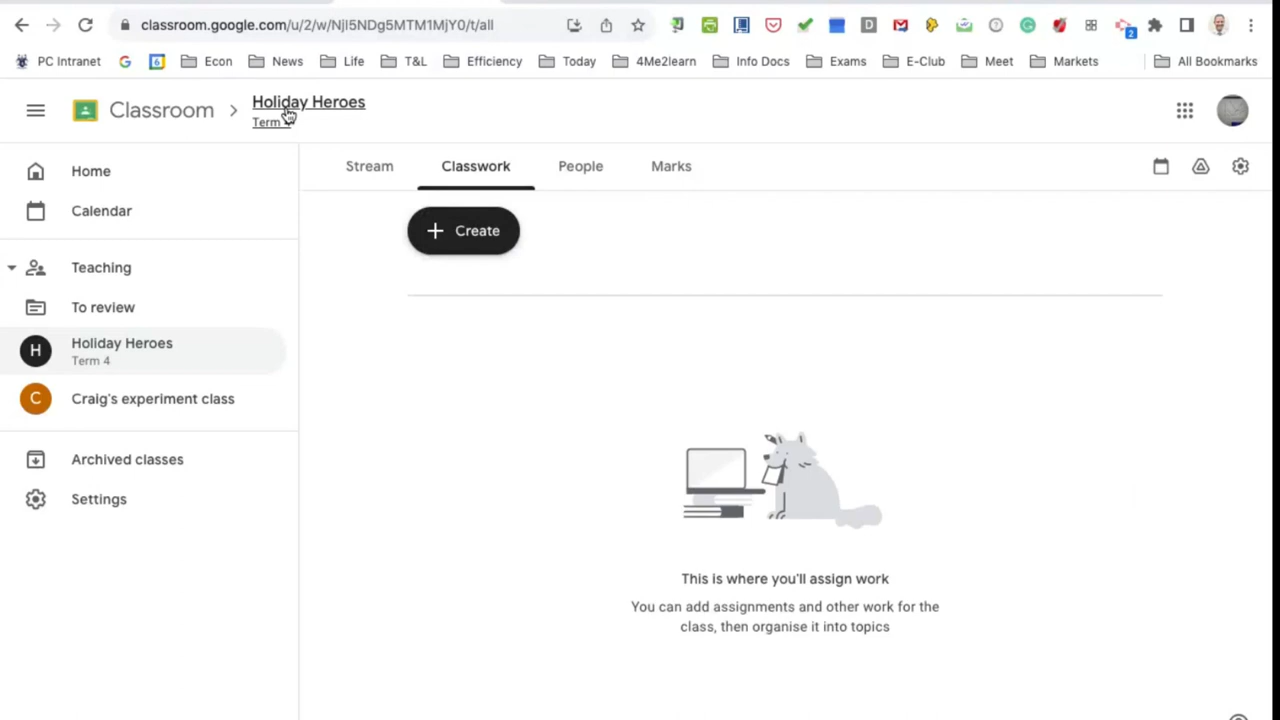 classroom.google.com/u/2/w/NjI5NDg5MTM1MjY0/t/all
2
PC Intranet
6
Econ
News
Life
T&L
Efficiency
Today
4Me2learn
Info Docs
Exams
E-Club
Meet
Markets
All Bookmarks
Classroom
Holiday Heroes
Term
Home
Calendar
Teaching
To review
H
Holiday Heroes
Term 4
C
Craig's experiment class
Archived classes
Settings
Stream
Classwork
People
Marks
+ Create
This is where you'll assign work
You can add assignments and other work for the
class, then organise it into topics